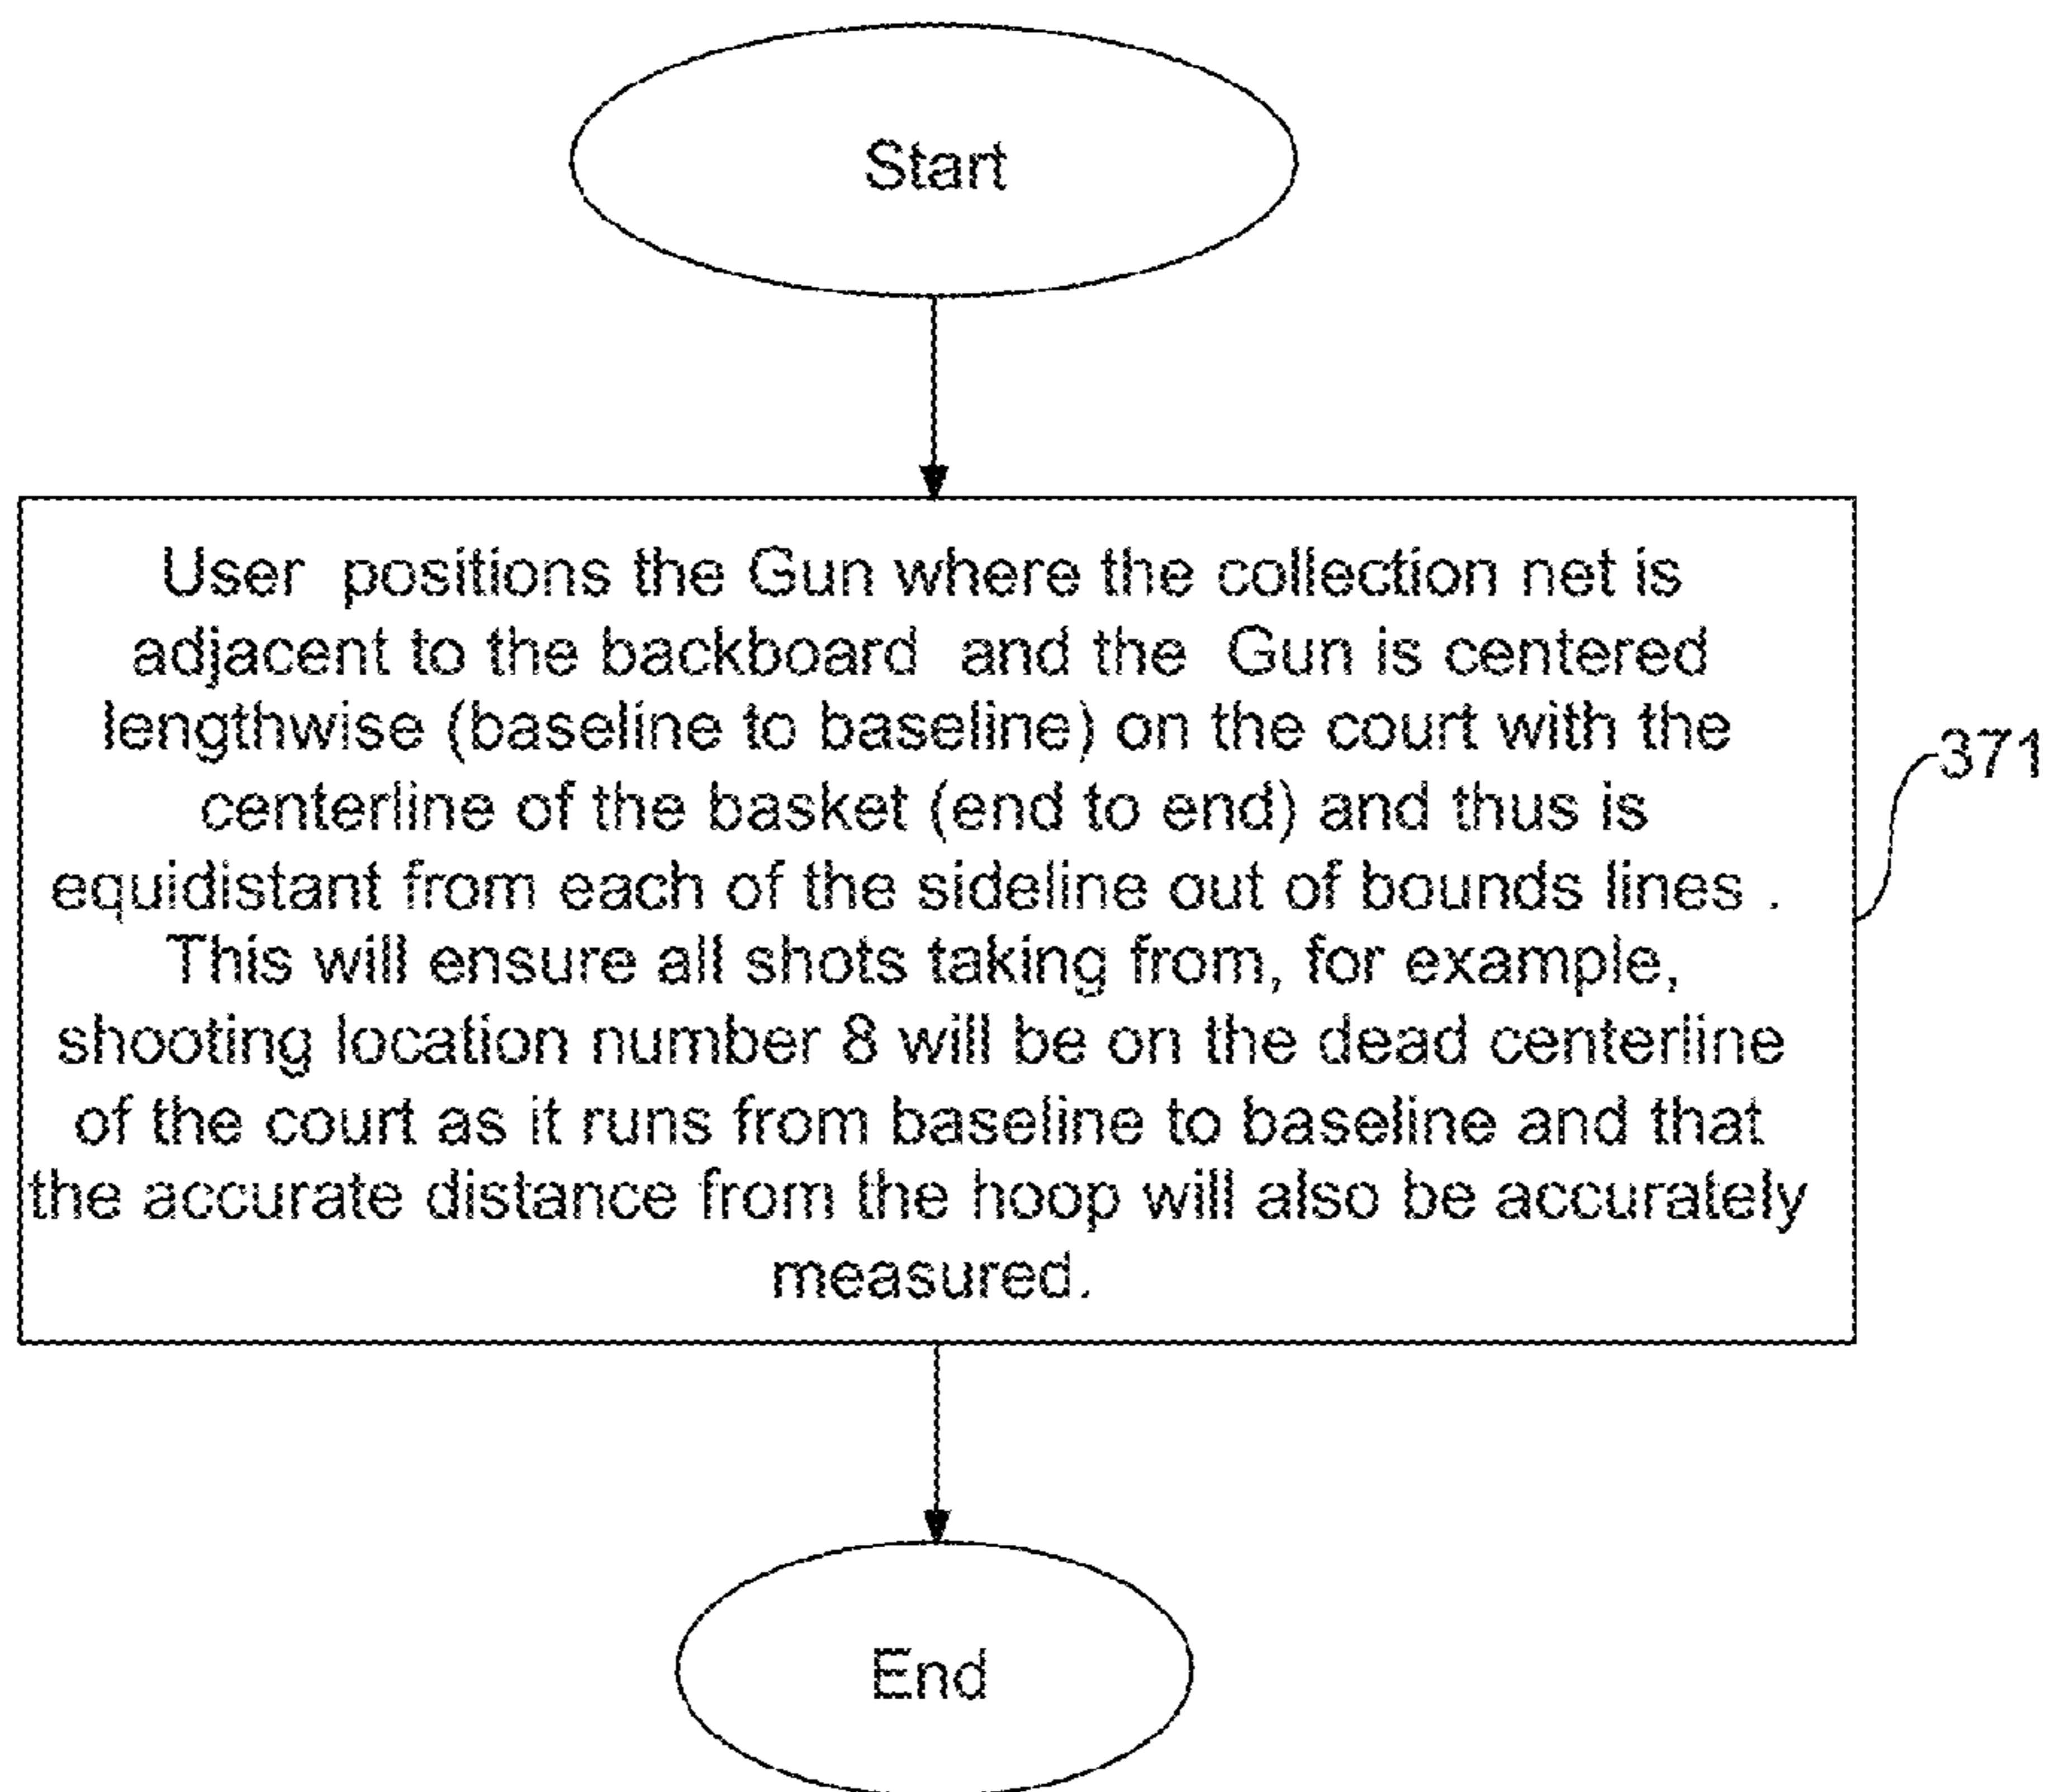 Start
User positions the Gun where the collection net is
adjacent to the backboard and the Gun is centered
lengthwise (baseline to baseline) on the court with the
centerline of the basket (end to end) and thus is
equidistant from each of the sideline out of bounds lines .
This will ensure all shots taking from, for example,
shooting location number 8 will be on the dead centerline
of the court as it runs from baseline to baseline and that
the accurate distance from the hoop will also be accurately
measured.
371
End